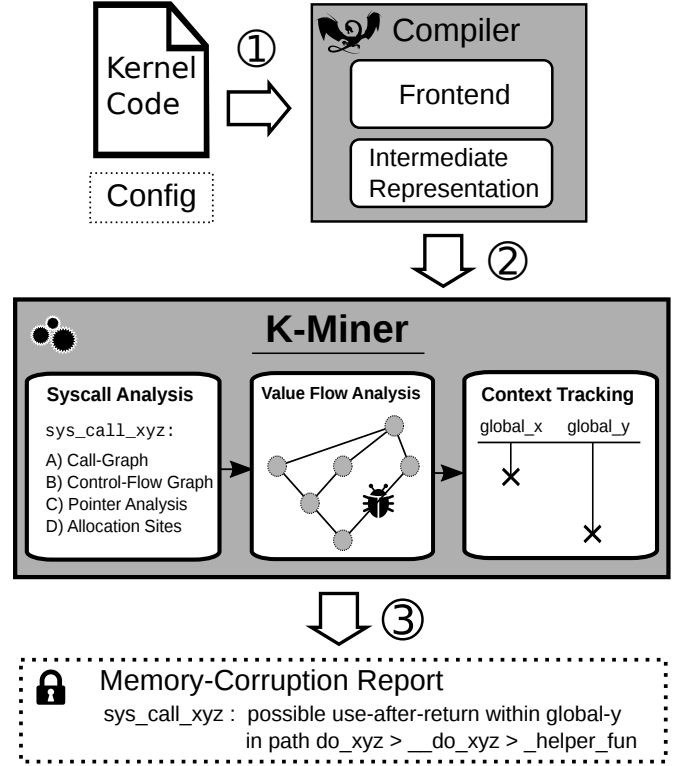 Kernel
Code
Config
①
Compiler
Frontend
Intermediate
Representation
②
K-Miner
Syscall Analysis
sys_call_xyz:
A) Call-Graph
B) Control-Flow Graph
C) Pointer Analysis
D) Allocation Sites
Value Flow Analysis
Context Tracking
global_x global_y
③
Memory-Corruption Report
sys_call_xyz : possible use-after-return within global-y
in path do_xyz > __do_xyz > _helper_fun